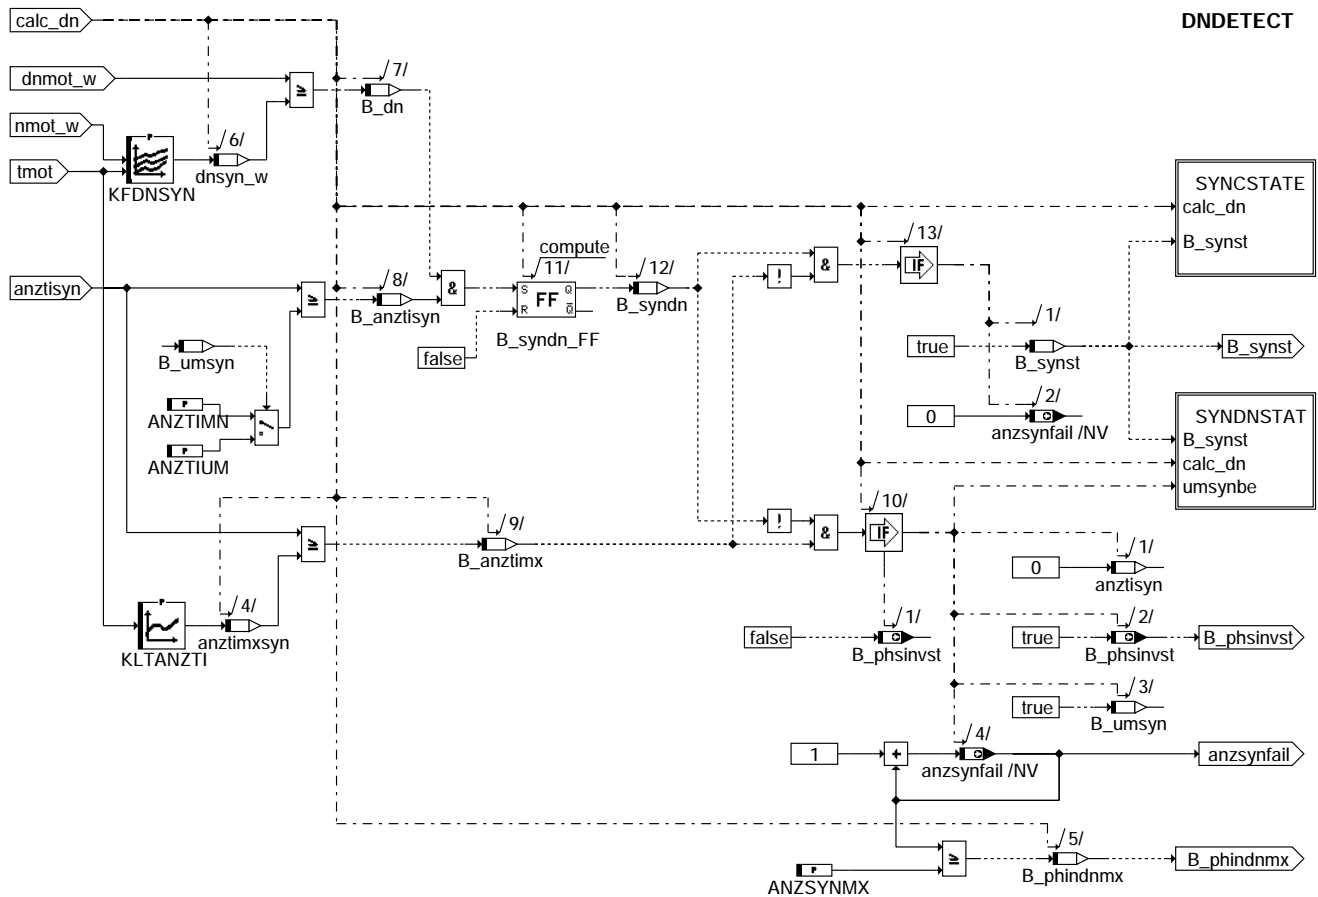 calc_dn
DNDETECT
dnmot_w
7/
B_dn
nmot_w
P
6/
tmot
dnsyn_w
KFDNSYN
SYNCSTATE
calc_dn
13/
B_synst
compute
&
!
IF
anztisyn
8/
&
11/
12/
S Q
FF
R Q
B_syndn
B_anztisyn
1/
B_syndn_FF
false
true
B_synst
B_synst
B_umsyn
2/
P
ANZTIMN
0
anzsynfail /NV
SYNDNSTAT
P
ANZTIUM
B_synst
calc_dn
umsynbe
10/
9/
!
&
IF
B_anztimx
1/
0
anztisyn
P
4/
1/
2/
anztimxsyn
false
true
B_phsinvst
KLTANZTI
B_phsinvst
B_phsinvst
3/
true
B_umsyn
4/
1
+
anzsynfail
anzsynfail /NV
5/
P
B_phindnmx
ANZSYNMX
B_phindnmx